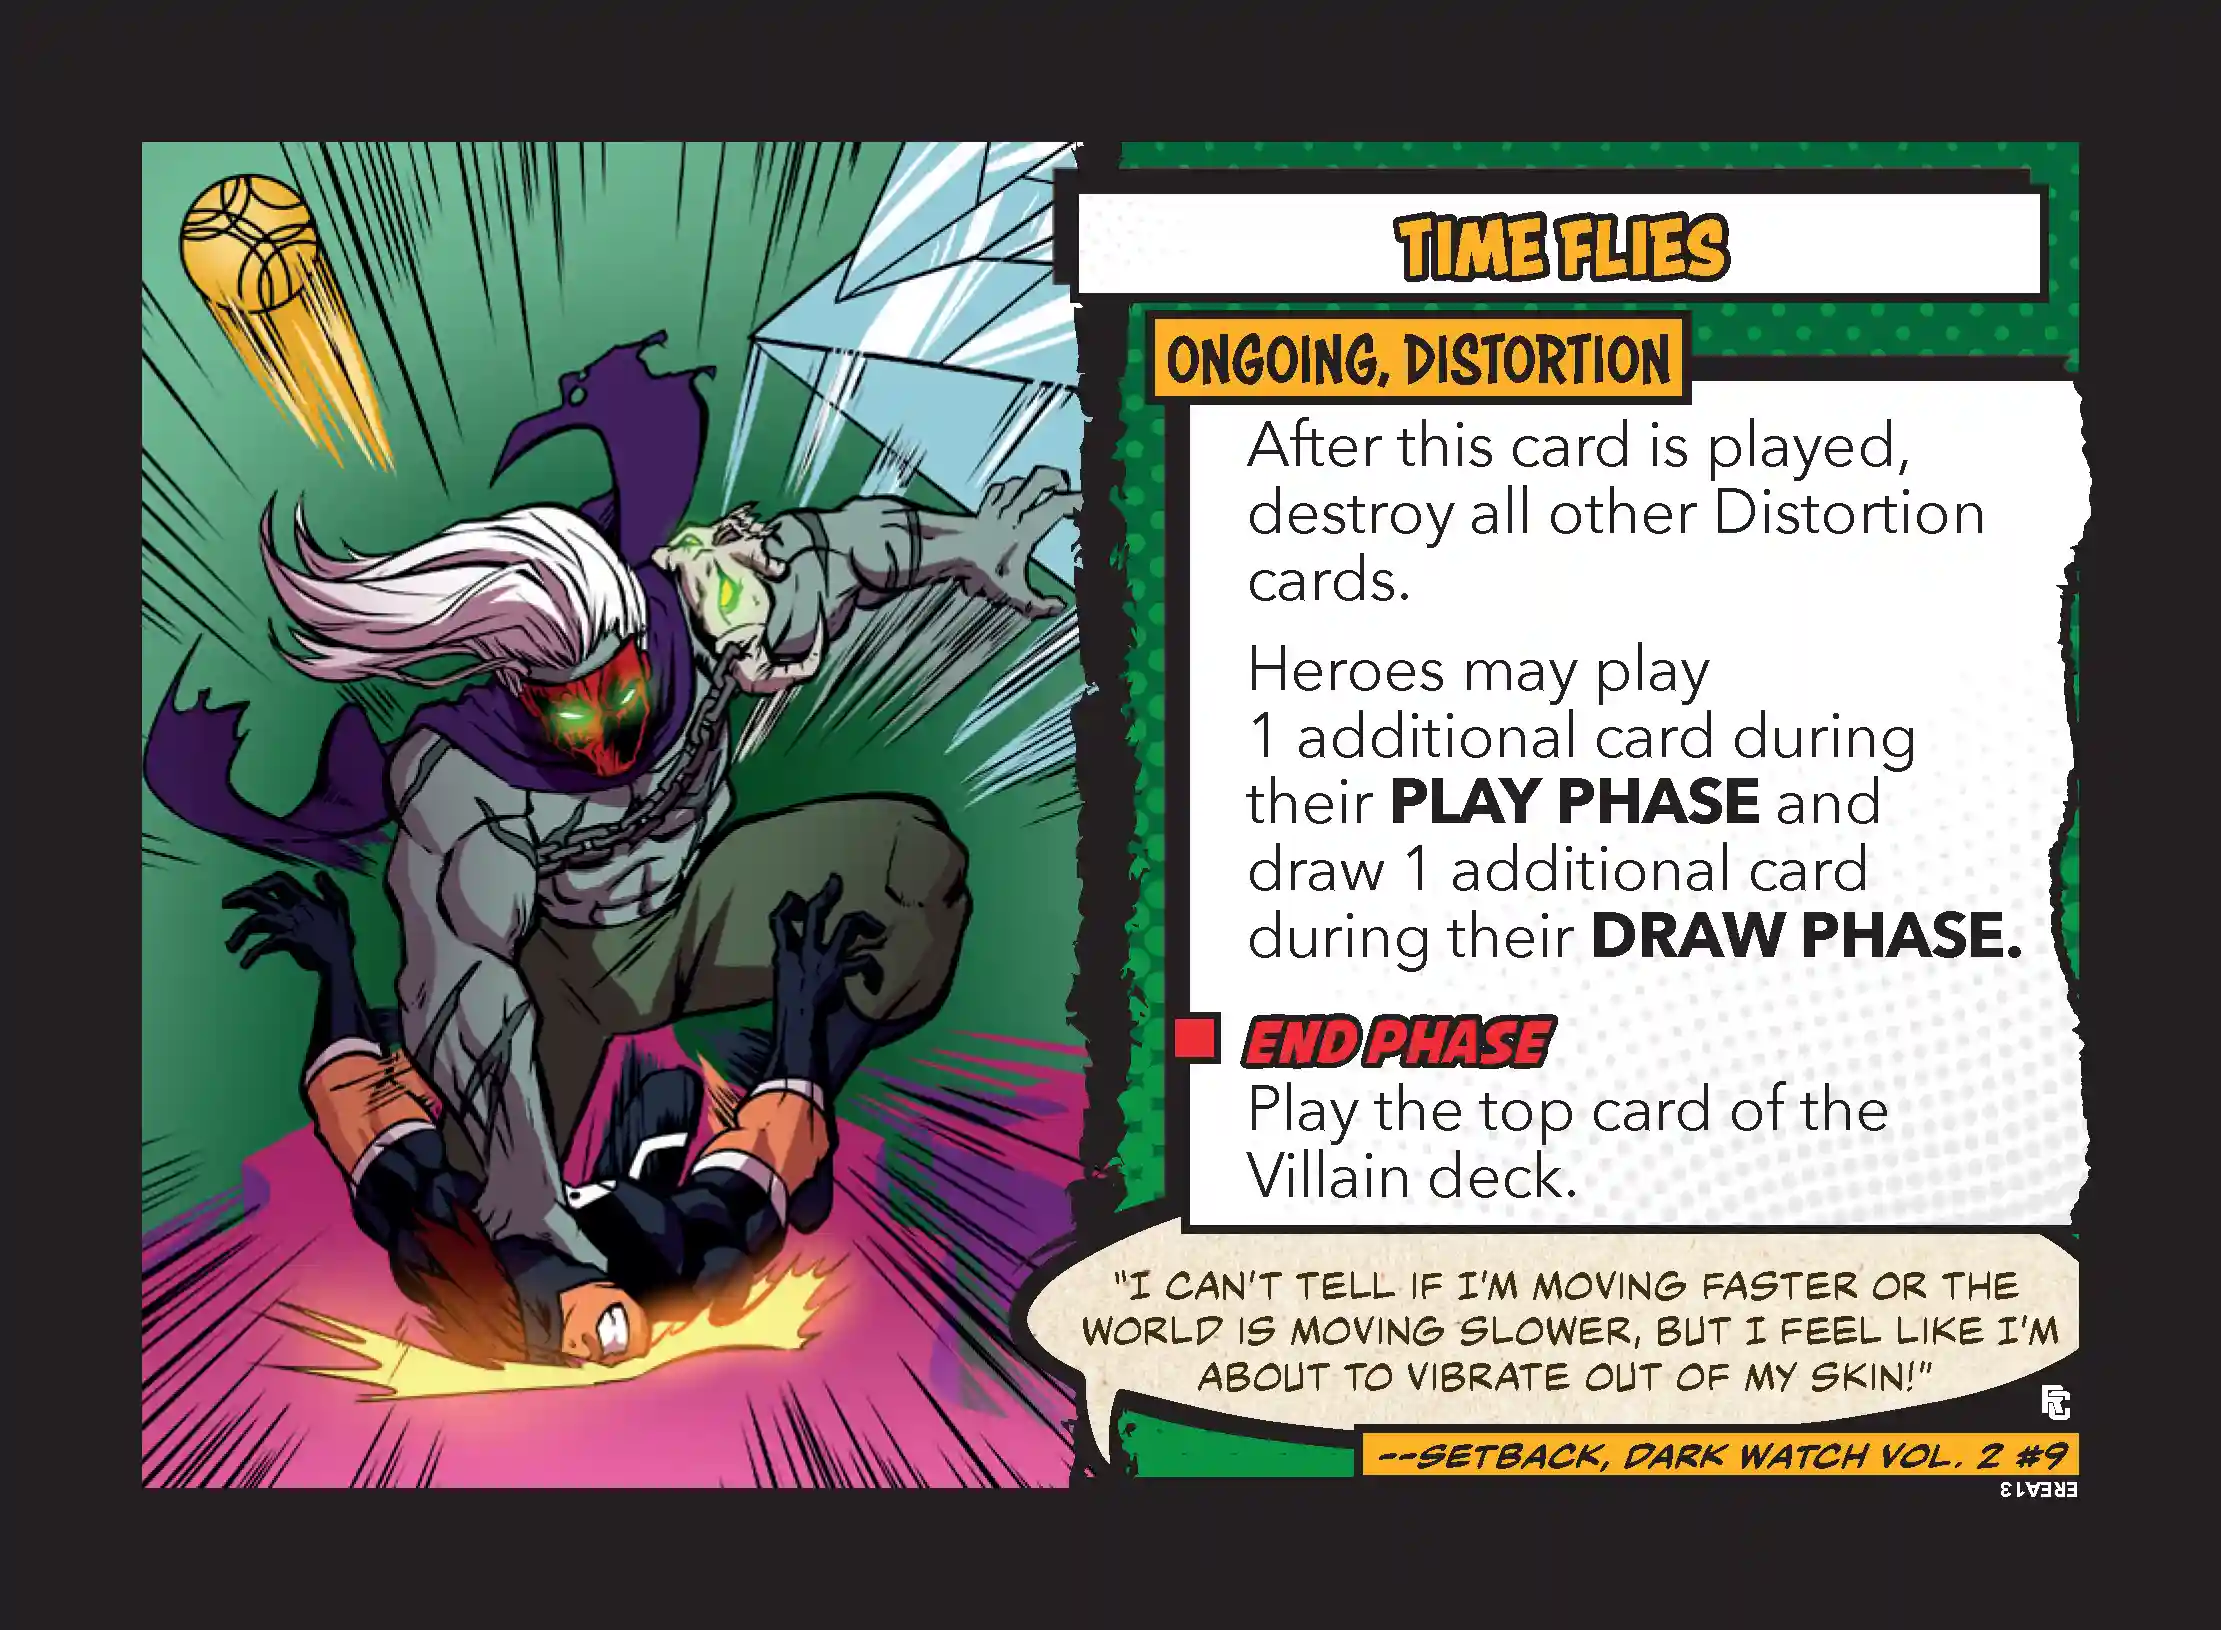 TIME FLIES
ONGOING, DISTORTION
After this card is played,
destroy all other Distortion
cards.
Heroes may play
1 additional card during
their PLAY PHASE and
draw 1 additional card
during their DRAW PHASE.
END PHASE
Play the top card of the
Villain deck.
"I CAN'T TELL IF I'M MOVING FASTER OR THE
WORLD IS MOVING SLOWER, BUT I FEEL LIKE I'M
ABOUT TO VIBRATE OUT OF MY SKIN!"
--SETBACK, DARK WATCH VOL. 2 #9
EREA13